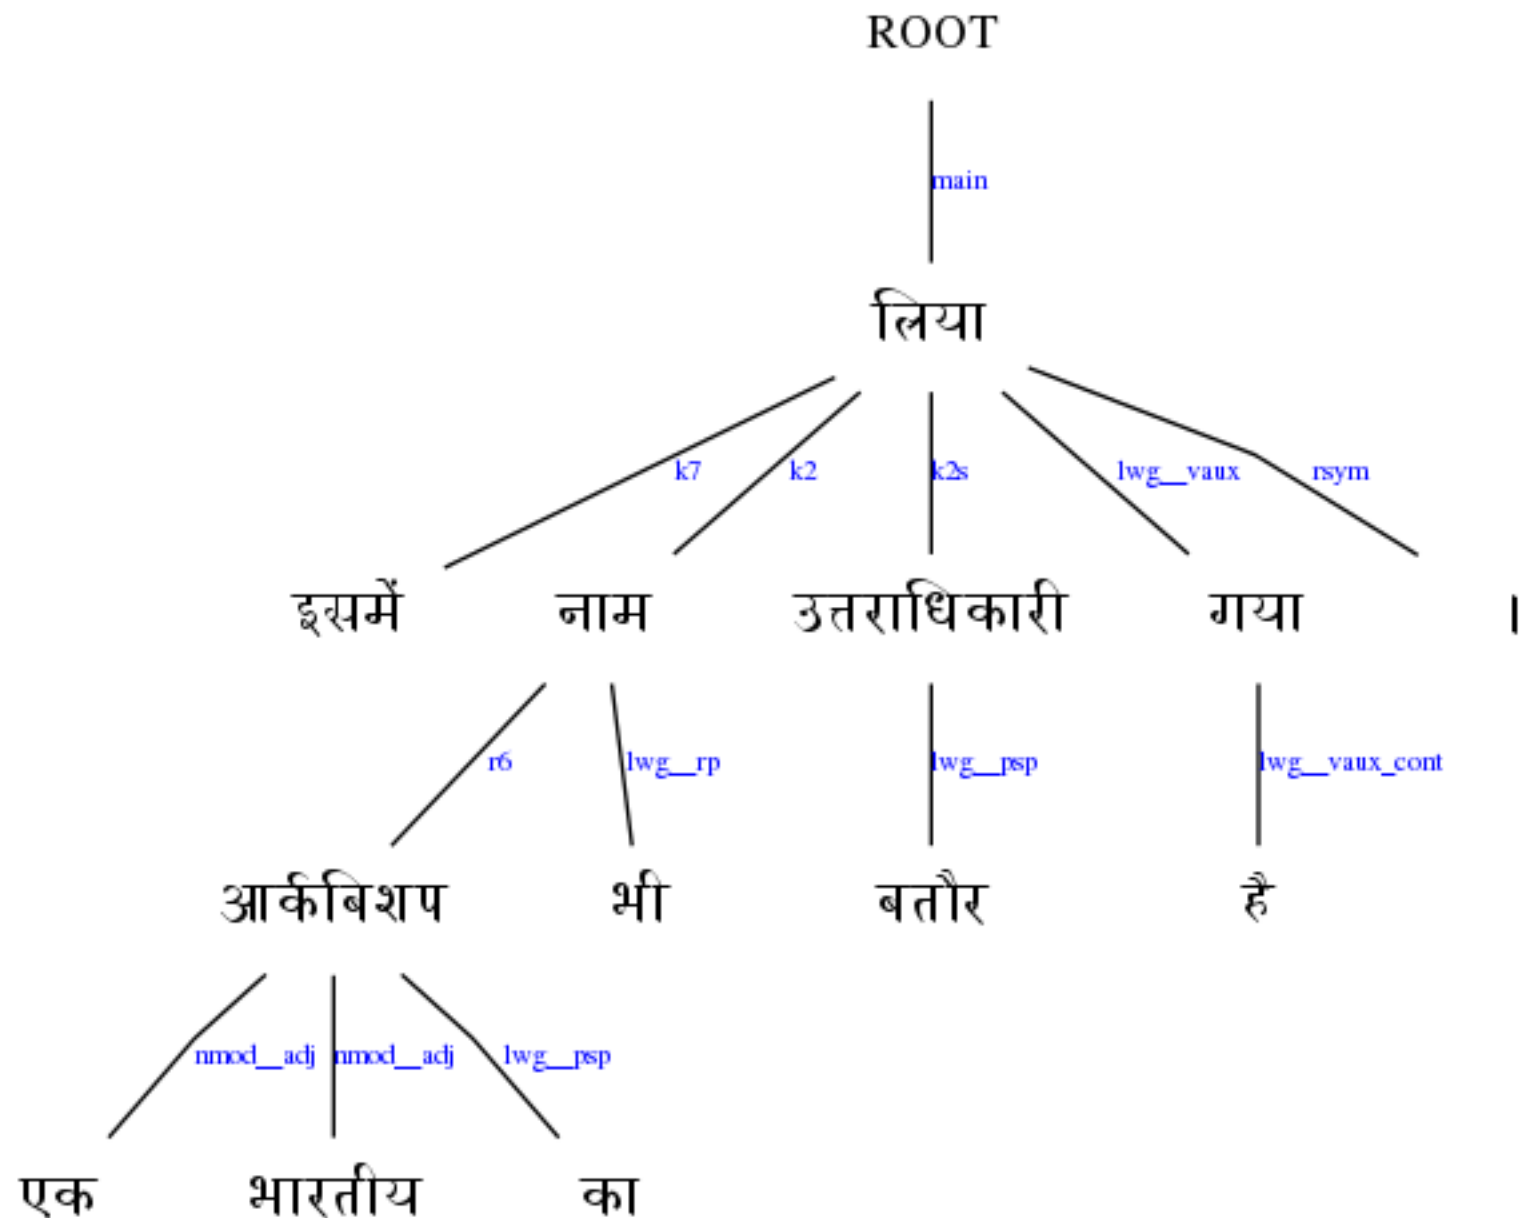 ROOT
main
लिया
k7 k2 k2s lwg__vaux rsym
इसमें नाम उत्तराधिकारी गया ।
r6 lwg__rp lwg__psp lwg__vaux_cont
आर्कबिशप भी बतौर है
nmod__adj nmod__adj lwg__psp
एक भारतीय का